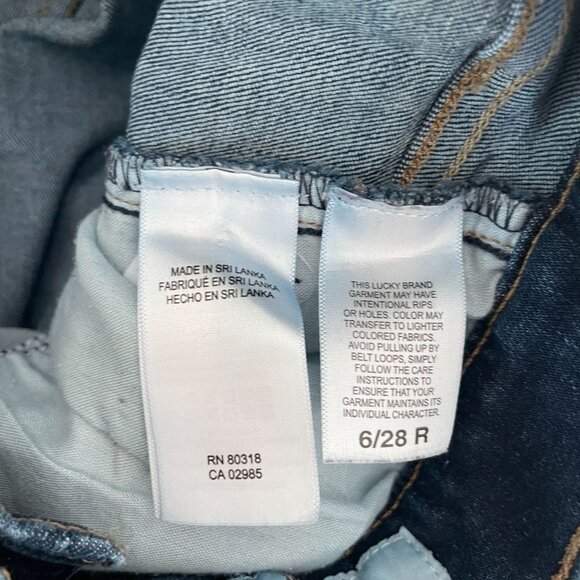 MADE IN SRI LANKA
FABRIQUÉ EN SRI LANKA
HECHO EN SRI LANKA
RN 80318
CA 02985
THIS LUCKY BRAND
GARMENT MAY HAVE
INTENTIONAL RIPS
OR HOLES. COLOR MAY
TRANSFER TO LIGHTER
COLORED FABRICS.
AVOID PULLING UP BY
BELT LOOPS, SIMPLY
FOLLOW THE CARE
INSTRUCTIONS TO
ENSURE THAT YOUR
GARMENT MAINTAINS ITS
INDIVIDUAL CHARACTER.
6/28 R